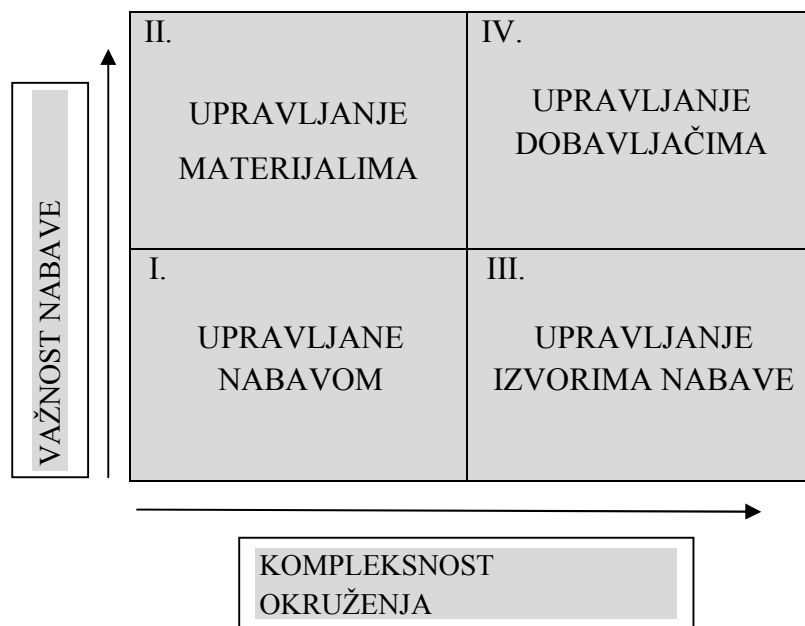 II.
UPRAVLJANJE
MATERIJALIMA
IV.
UPRAVLJANJE
DOBAVLJAČIMA
VAŽNOST NABAVE
I.
UPRAVLJANE
NABAVOM
III.
UPRAVLJANJE
IZVORIMA NABAVE
KOMPLEKSNOST
OKRUŽENJA